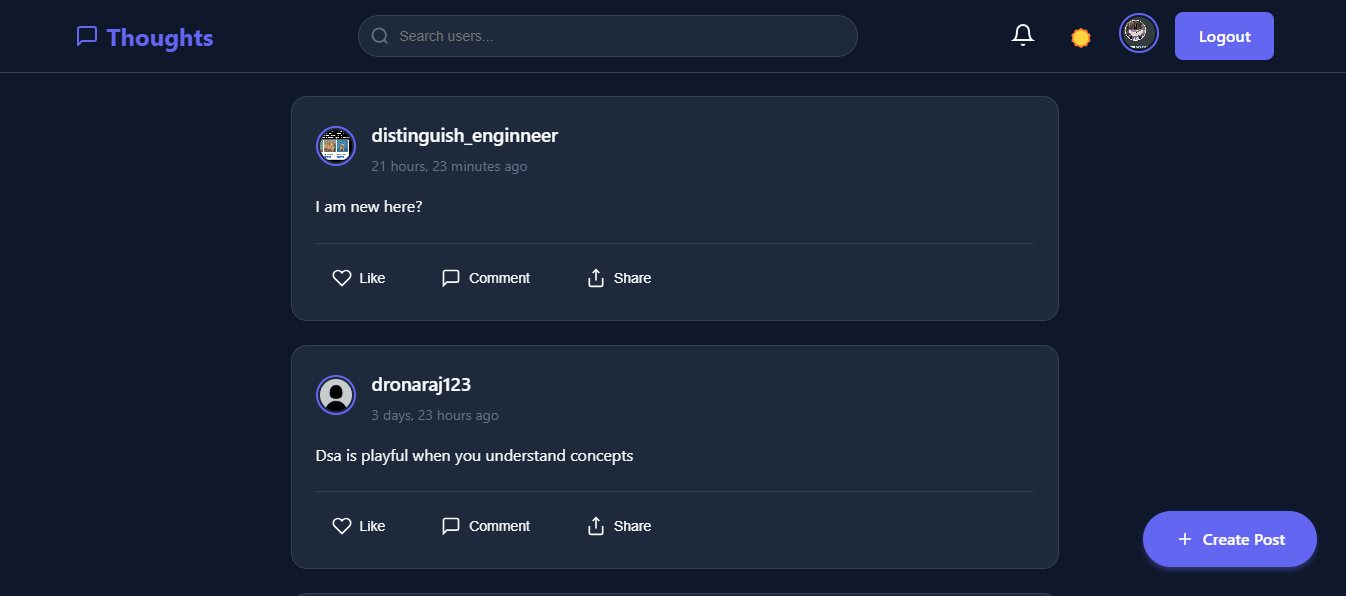 Thoughts
Search users...
Logout
distinguish_enginneer
21 hours, 23 minutes ago
I am new here?
Like
Comment
Share
dronaraj123
3 days, 23 hours ago
Dsa is playful when you understand concepts
Like
Comment
Share
Create Post